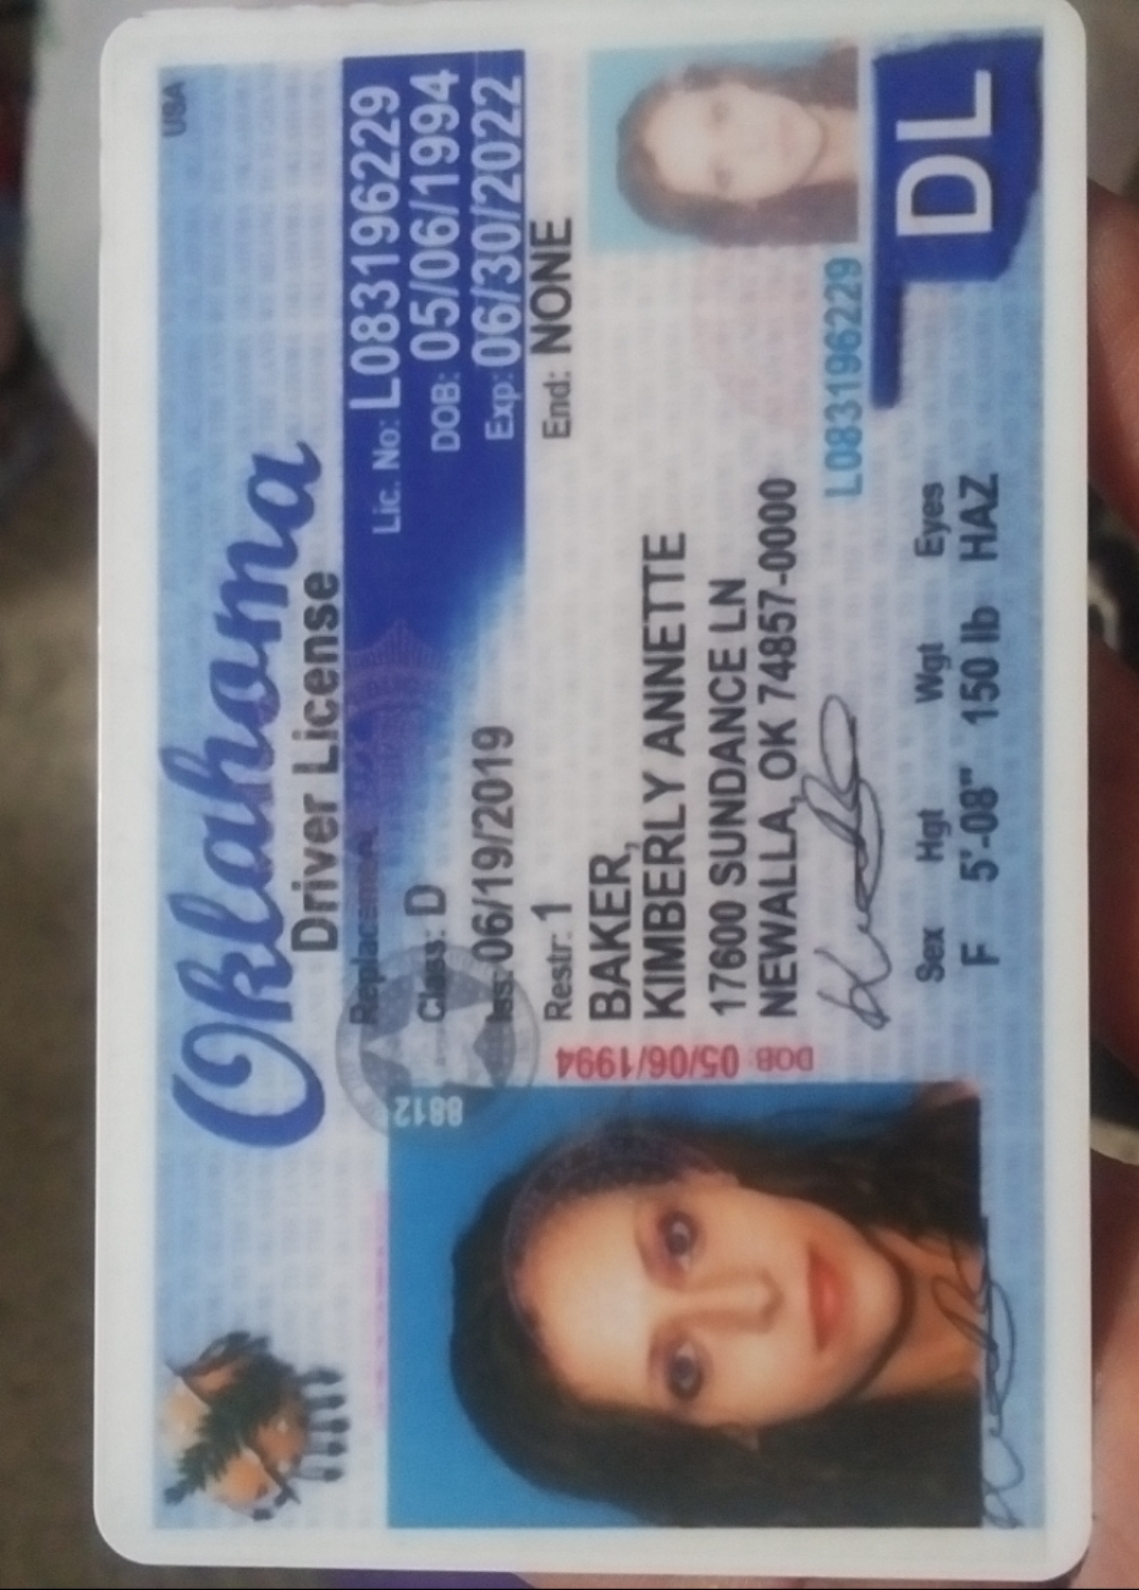 USA
Oklahoma
Driver License
Lic. No: L083196229
DOB: 05/06/1994
Exp: 06/30/2022
Class: D
Iss: 06/19/2019
End: NONE
Restr: 1
BAKER,
KIMBERLY ANNETTE
17600 SUNDANCE LN
NEWALLA, OK 74857-0000
L083196229
DL
Sex Hgt Wgt Eyes
F 5'-08" 150 lb HAZ
DOB 05/06/1994
8812